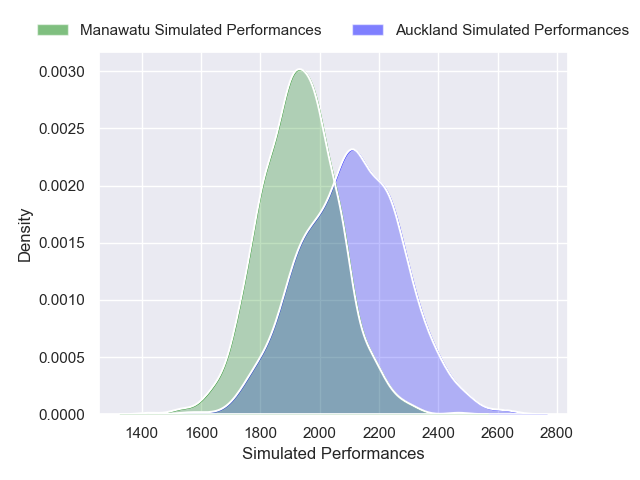 Manawatu Simulated Performances Auckland Simulated Performances
0.0030
0.0025
0.0020
0.0015
0.0010
0.0005
0.0000
Density
1400 1600 1800 2000 2200 2400 2600 2800
Simulated Performances